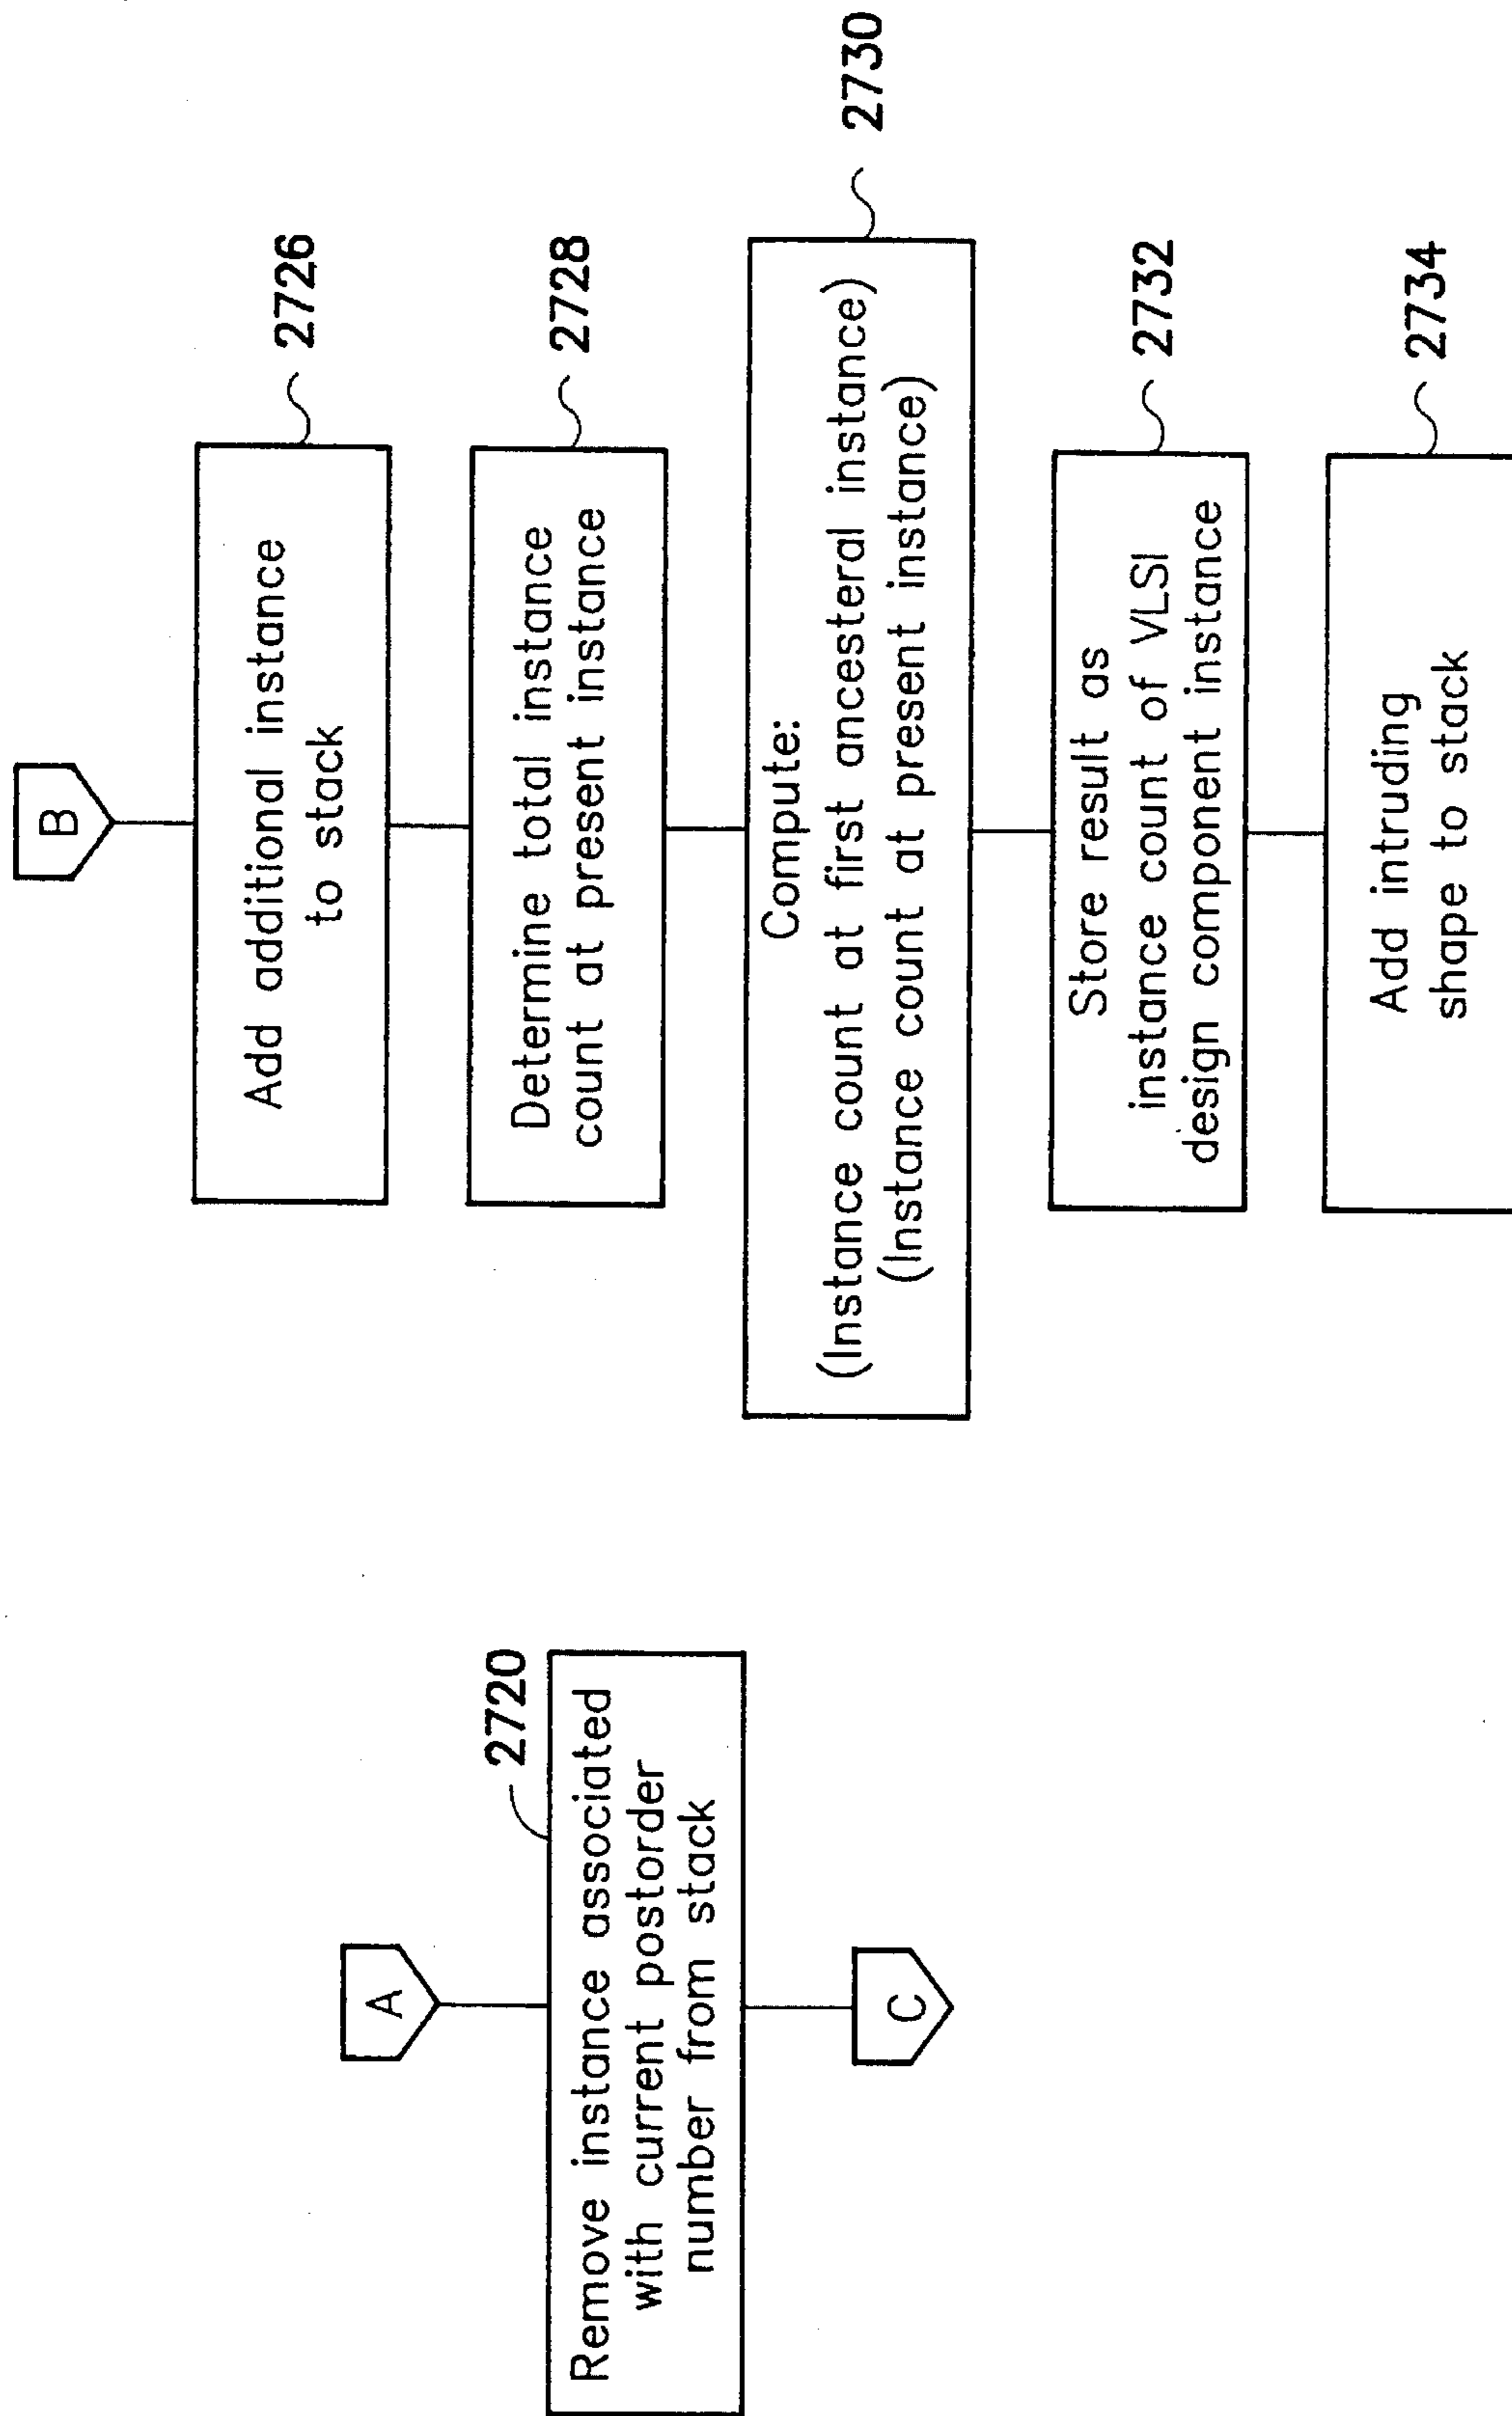 A
2720
Remove instance associated
with current postorder
number from stack
C
B
Add additional instance
to stack
2726
Determine total instance
count at present instance
2728
Compute:
(Instance count at first ancesteral instance)
(Instance count at present instance)
2730
Store result as
instance count of VLSI
design component instance
2732
Add intruding
shape to stack
2734